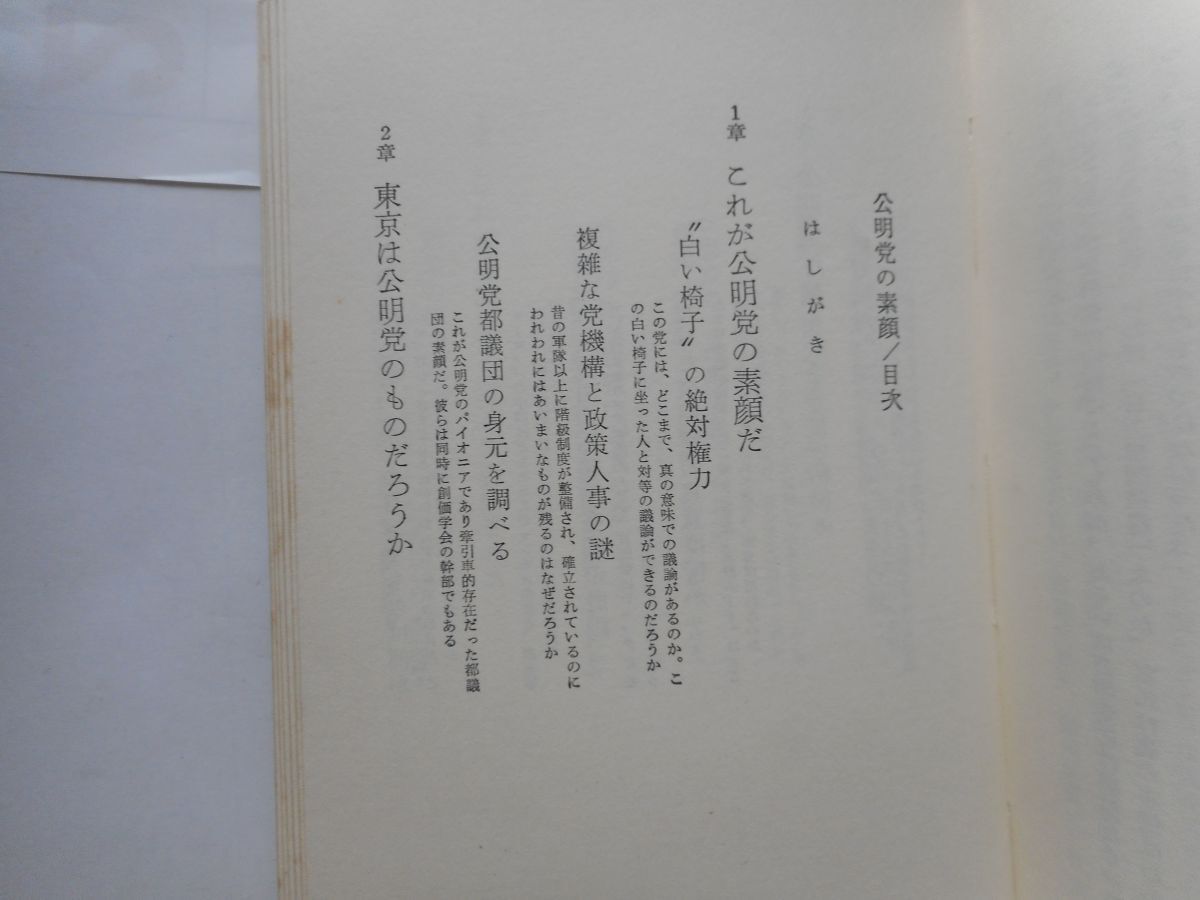 公明党の素顔/目次
はしがき
1章 これが公明党の素顔だ
〝白い椅子〟の絶対権力
この党には、どこまで、真の意味での議論があるのか。こ
の白い椅子に坐った人と対等の議論ができるのだろうか
複雑な党機構と政策人事の謎
昔の軍隊以上に階級制度が整備され、確立されているのに
われわれにはあいまいなものが残るのはなぜだろうか
公明党都議団の身元を調べる
これが公明党のパイオニアであり牽引車的存在だった都議
団の素顔だ。彼らは同時に創価学会の幹部でもある
2章 東京は公明党のものだろうか